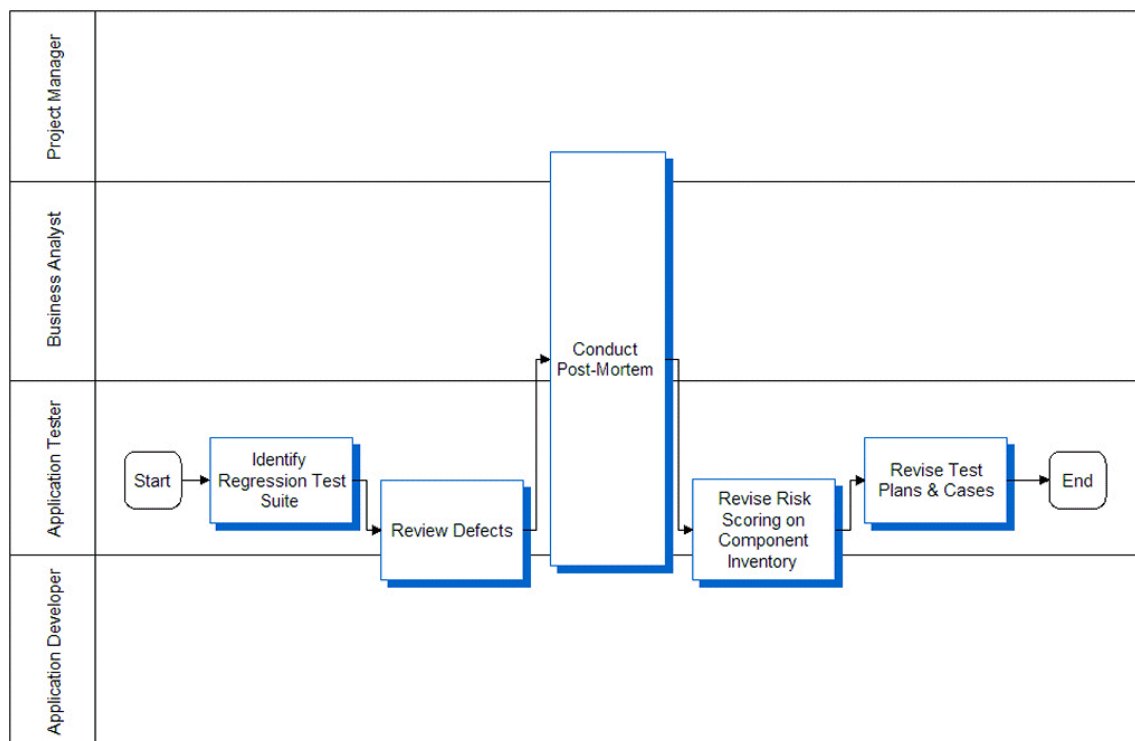 Project Manager
Business Analyst
Application Tester
Application Developer
Start
Identify
Regression Test
Suite
Review Defects
Conduct
Post-Mortem
Revise Risk
Scoring on
Component
Inventory
Revise Test
Plans & Cases
End